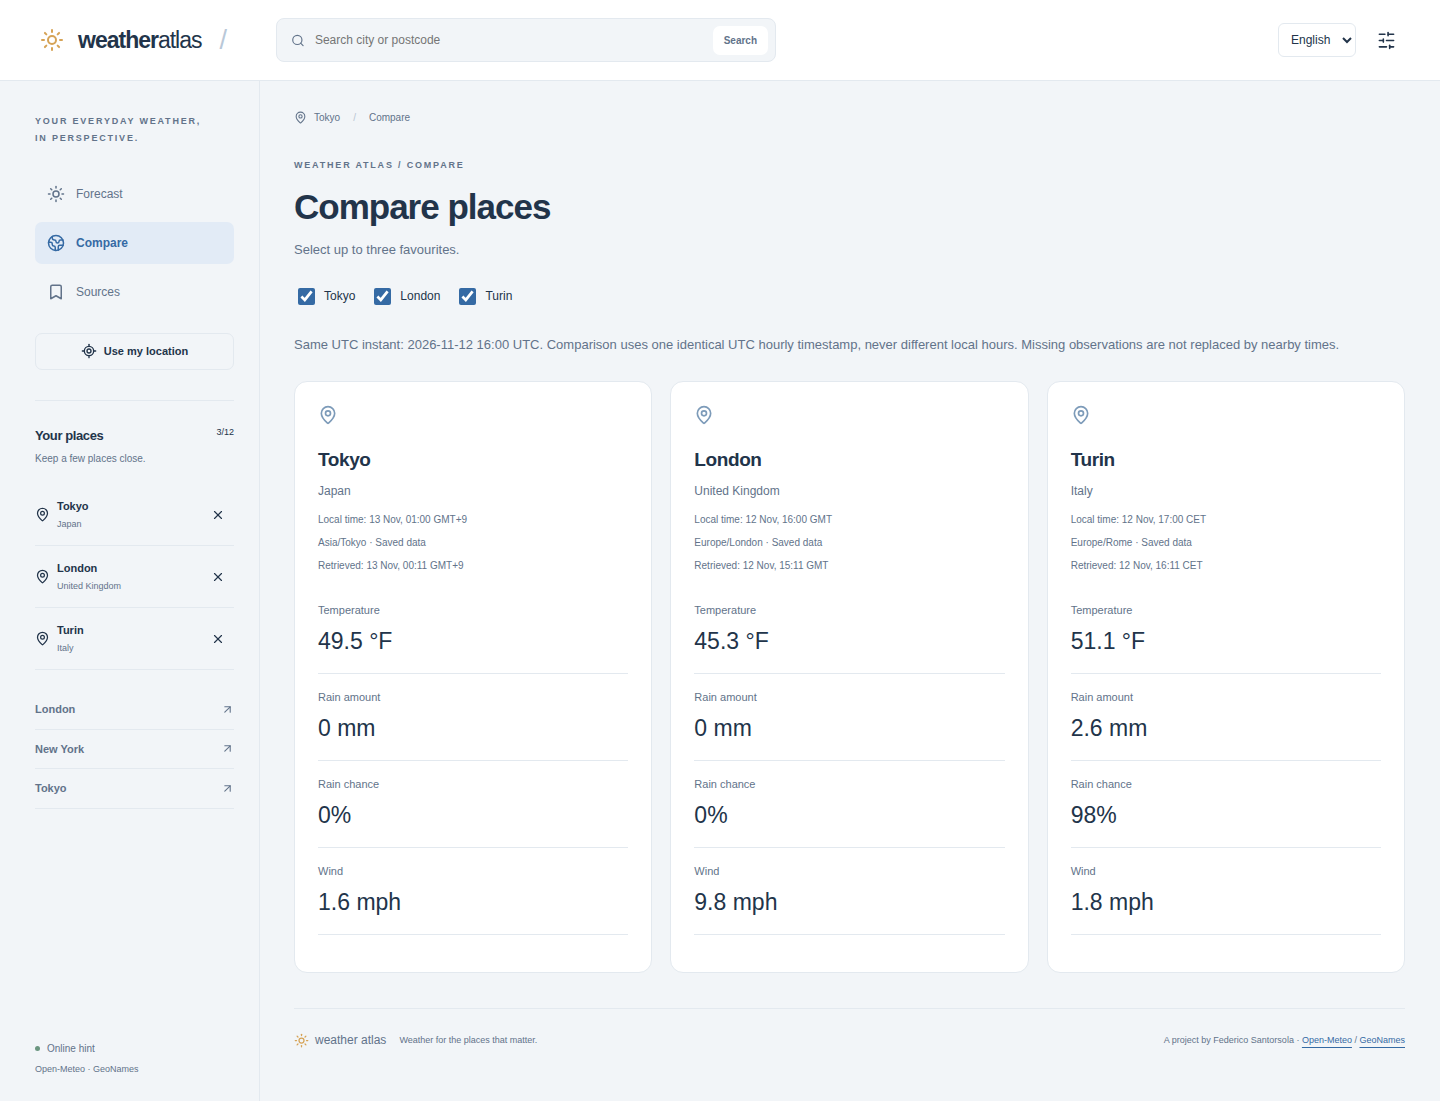 weatheratlas /
Search city or postcode
Search
English
YOUR EVERYDAY WEATHER,
IN PERSPECTIVE.
Forecast
Compare
Sources
Use my location
Your places
3/12
Keep a few places close.
Tokyo
Japan
London
United Kingdom
Turin
Italy
London
New York
Tokyo
Online hint
Open-Meteo · GeoNames
Tokyo / Compare
WEATHER ATLAS / COMPARE
Compare places
Select up to three favourites.
Tokyo
London
Turin
Same UTC instant: 2026-11-12 16:00 UTC. Comparison uses one identical UTC hourly timestamp, never different local hours. Missing observations are not replaced by nearby times.
Tokyo
Japan
Local time: 13 Nov, 01:00 GMT+9
Asia/Tokyo · Saved data
Retrieved: 13 Nov, 00:11 GMT+9
Temperature
49.5 °F
Rain amount
0 mm
Rain chance
0%
Wind
1.6 mph
London
United Kingdom
Local time: 12 Nov, 16:00 GMT
Europe/London · Saved data
Retrieved: 12 Nov, 15:11 GMT
Temperature
45.3 °F
Rain amount
0 mm
Rain chance
0%
Wind
9.8 mph
Turin
Italy
Local time: 12 Nov, 17:00 CET
Europe/Rome · Saved data
Retrieved: 12 Nov, 16:11 CET
Temperature
51.1 °F
Rain amount
2.6 mm
Rain chance
98%
Wind
1.8 mph
weather atlas
Weather for the places that matter.
A project by Federico Santorsola · Open-Meteo / GeoNames